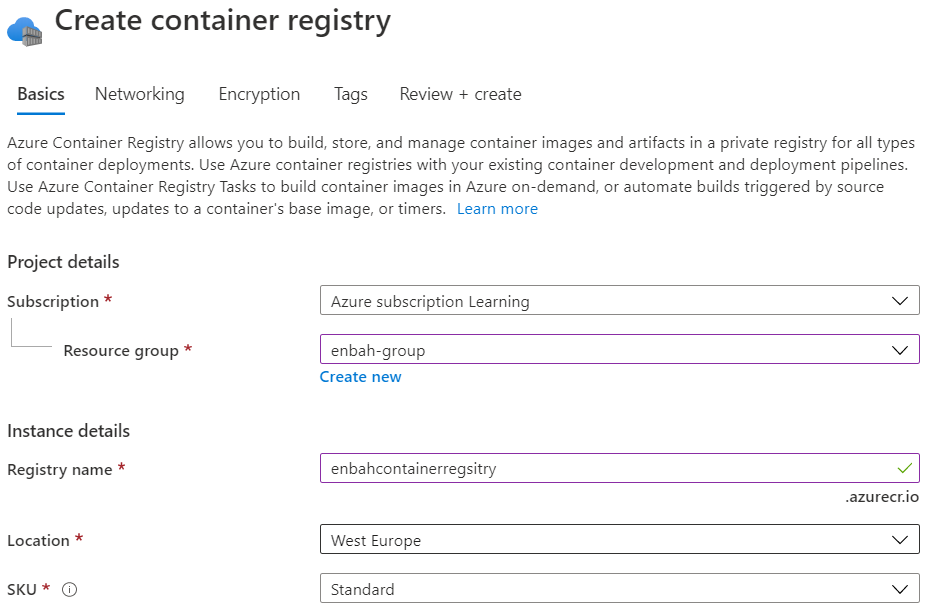 Create container registry
Basics Networking Encryption Tags Review + create
Azure Container Registry allows you to build, store, and manage container images and artifacts in a private registry for all types
of container deployments. Use Azure container registries with your existing container development and deployment pipelines.
Use Azure Container Registry Tasks to build container images in Azure on-demand, or automate builds triggered by source
code updates, updates to a container's base image, or timers. Learn more
Project details
Subscription * Azure subscription Learning
Resource group * enbah-group
Create new
Instance details
Registry name * enbahcontainerregsitry
.azurecr.io
Location * West Europe
SKU * Standard